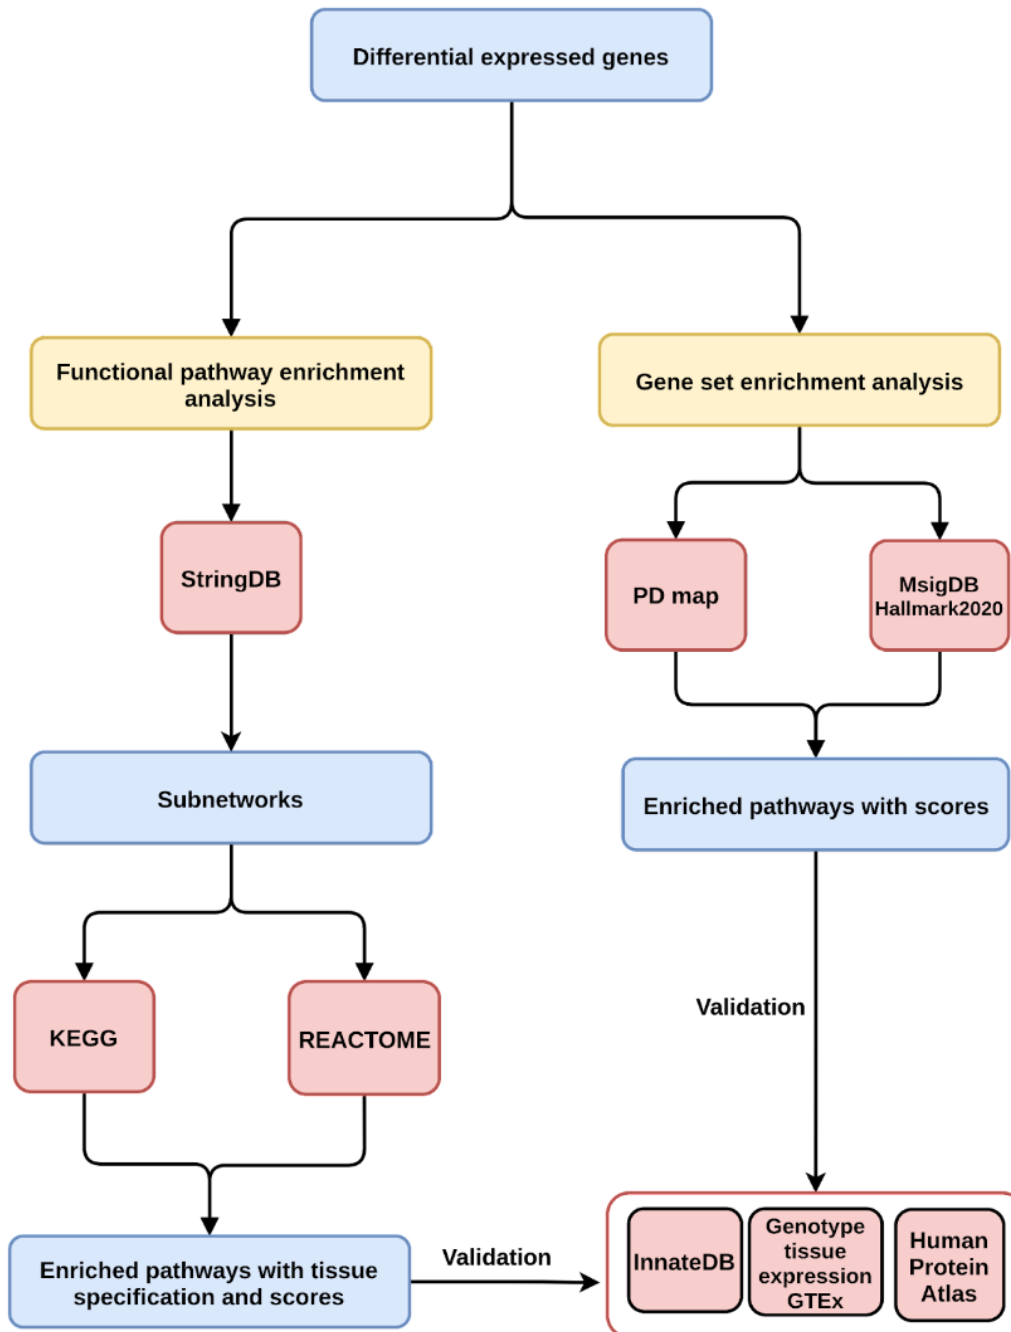 Differential expressed genes
Functional pathway enrichment
analysis
Gene set enrichment analysis
StringDB
PD map
MsigDB
Hallmark2020
Subnetworks
Enriched pathways with scores
KEGG
REACTOME
Validation
Enriched pathways with tissue
specification and scores
Validation
InnateDB
Genotype
tissue
expression
GTEx
Human
Protein
Atlas